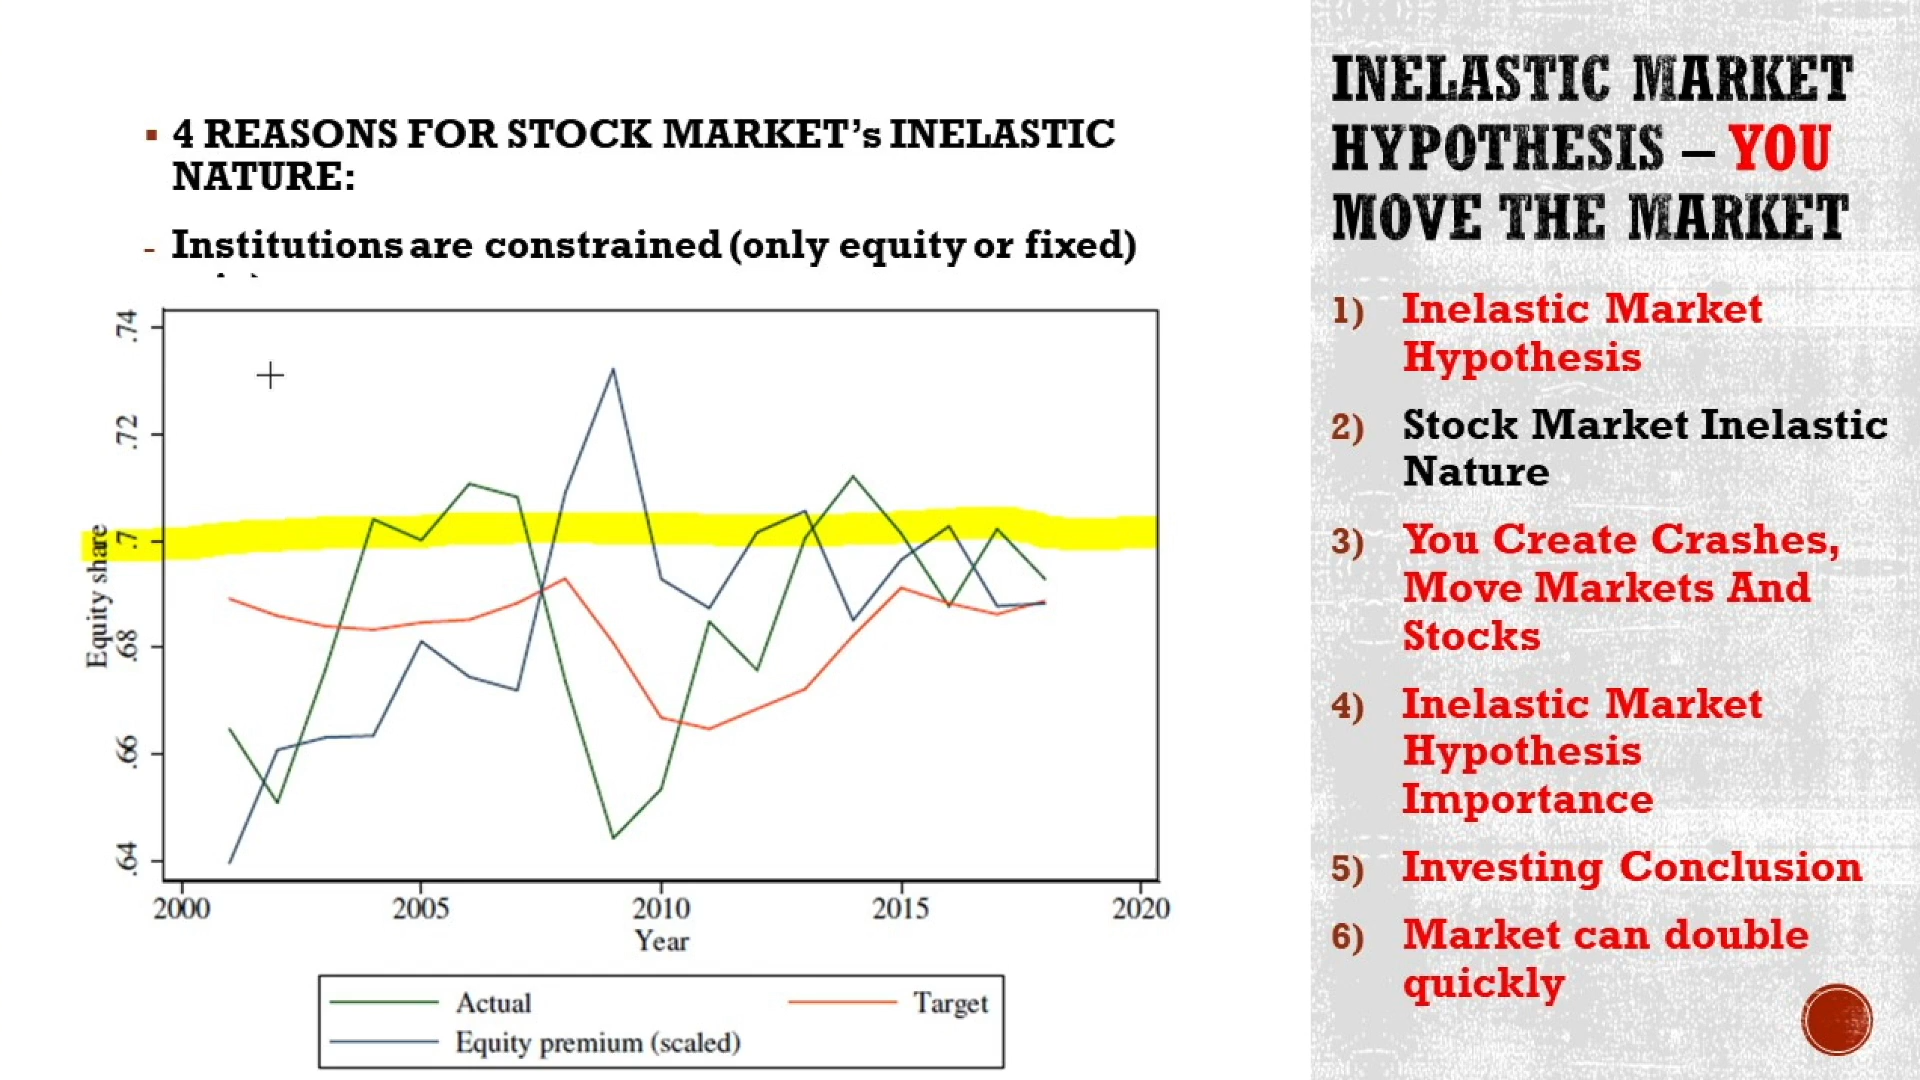 4 REASONS FOR STOCK MARKET's INELASTIC
NATURE:
- Institutions are constrained (only equity or fixed)
.74
.72
.7
.68
.66
.64
Equity share
2000
2005
2010
2015
2020
Year
Actual
Target
Equity premium (scaled)
INELASTIC MARKET
HYPOTHESIS – YOU
MOVE THE MARKET
1) Inelastic Market
Hypothesis
2) Stock Market Inelastic
Nature
3) You Create Crashes,
Move Markets And
Stocks
4) Inelastic Market
Hypothesis
Importance
5) Investing Conclusion
6) Market can double
quickly